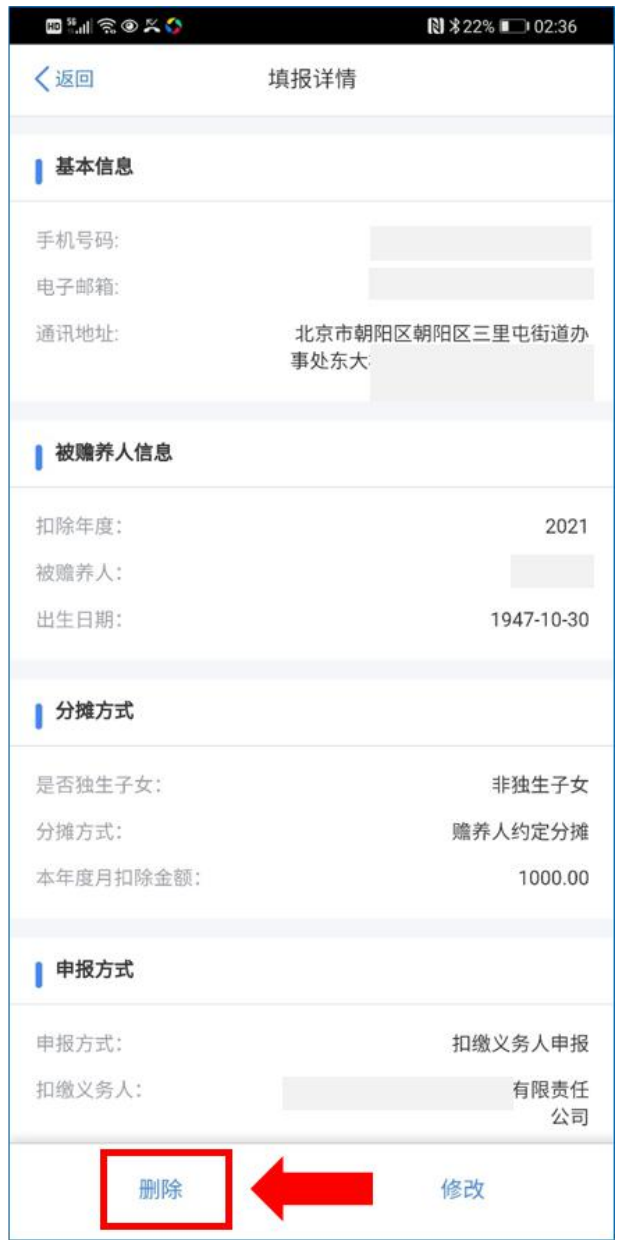 HD 5G 22% 02:36
返回 填报详情
基本信息
手机号码:
电子邮箱:
通讯地址: 北京市朝阳区朝阳区三里屯街道办
事处东大
被赡养人信息
扣除年度: 2021
被赡养人:
出生日期: 1947-10-30
分摊方式
是否独生子女: 非独生子女
分摊方式: 赡养人约定分摊
本年度月扣除金额: 1000.00
申报方式
申报方式: 扣缴义务人申报
扣缴义务人: 有限责任
公司
删除 修改